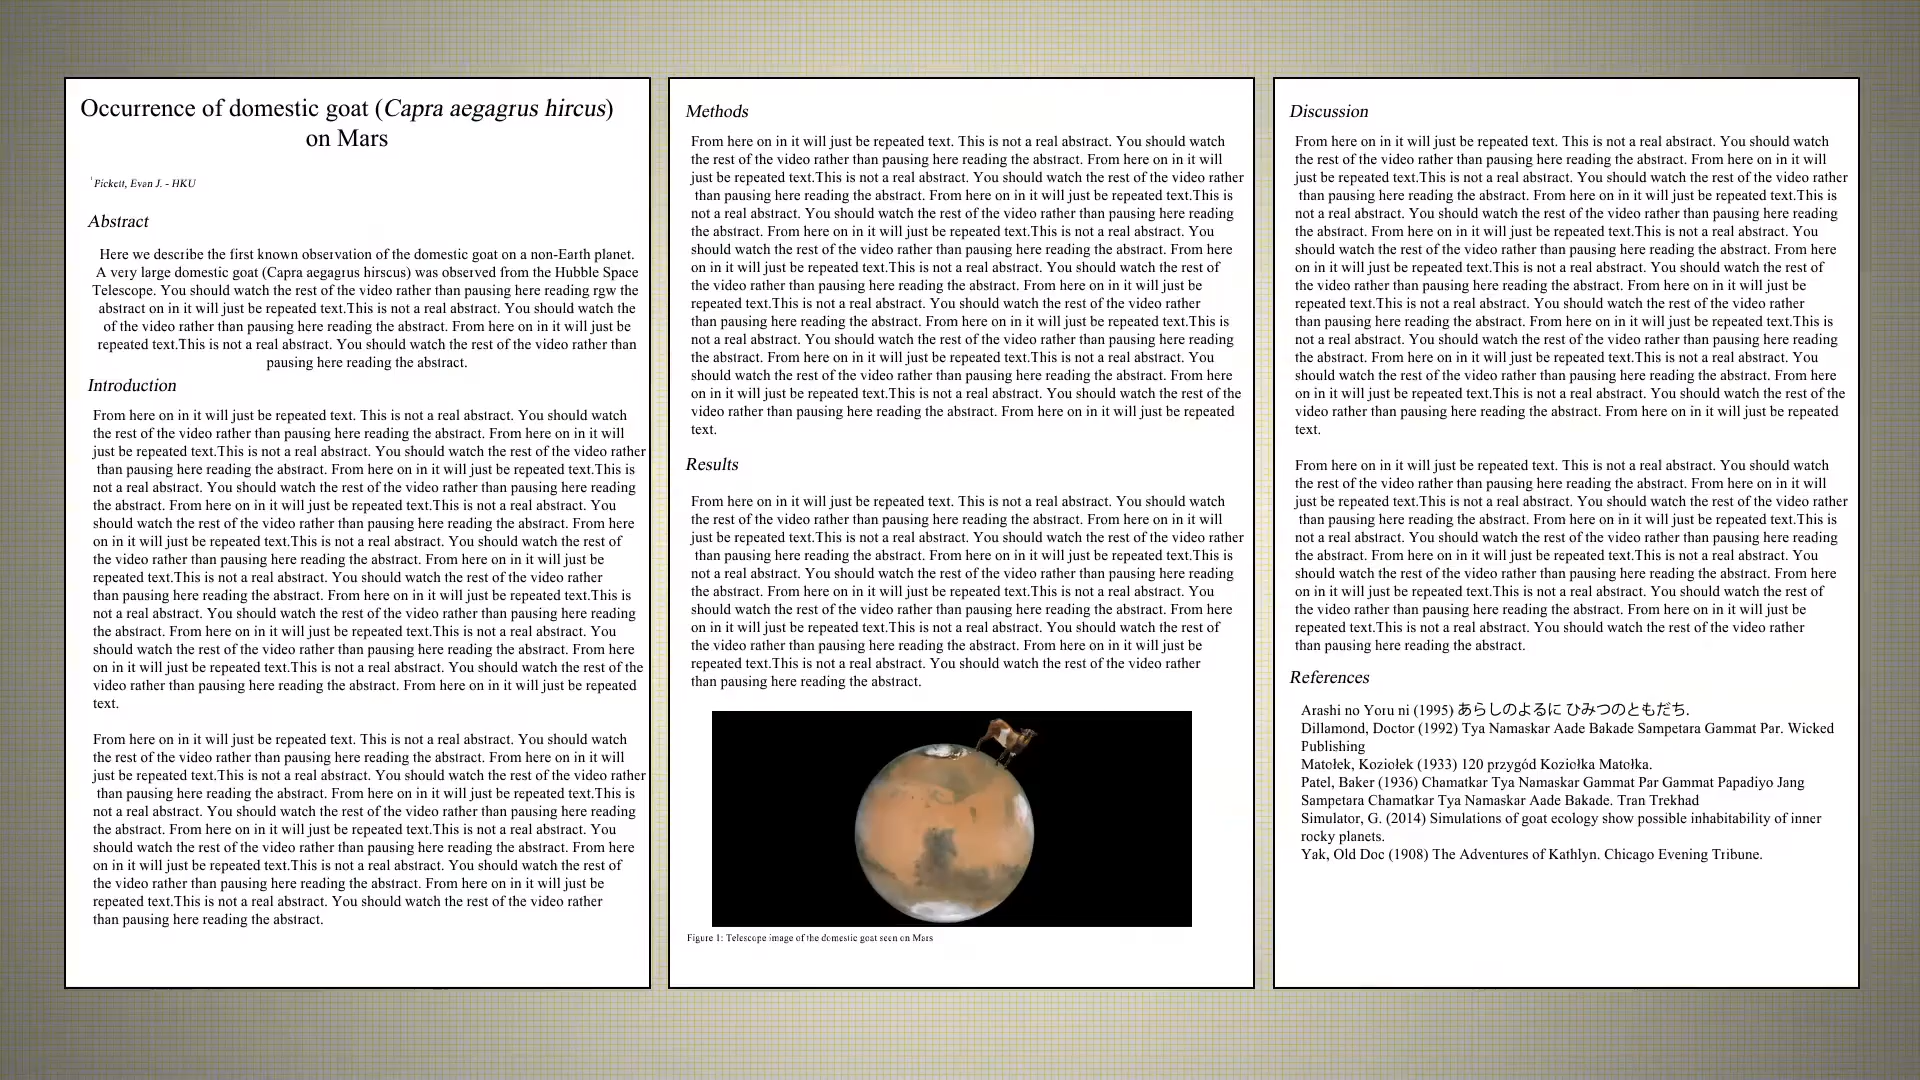 Occurrence of domestic goat (Capra aegagrus hircus)
on Mars
1 Pickett, Evan J. - HKU
Abstract
Here we describe the first known observation of the domestic goat on a non-Earth planet.
A very large domestic goat (Capra aegagrus hirscus) was observed from the Hubble Space
Telescope. You should watch the rest of the video rather than pausing here reading rgw the
abstract on in it will just be repeated text.This is not a real abstract. You should watch the
of the video rather than pausing here reading the abstract. From here on in it will just be
repeated text.This is not a real abstract. You should watch the rest of the video rather than
pausing here reading the abstract.
Introduction
From here on in it will just be repeated text. This is not a real abstract. You should watch
the rest of the video rather than pausing here reading the abstract. From here on in it will
just be repeated text.This is not a real abstract. You should watch the rest of the video rather
than pausing here reading the abstract. From here on in it will just be repeated text.This is
not a real abstract. You should watch the rest of the video rather than pausing here reading
the abstract. From here on in it will just be repeated text.This is not a real abstract. You
should watch the rest of the video rather than pausing here reading the abstract. From here
on in it will just be repeated text.This is not a real abstract. You should watch the rest of
the video rather than pausing here reading the abstract. From here on in it will just be
repeated text.This is not a real abstract. You should watch the rest of the video rather
than pausing here reading the abstract. From here on in it will just be repeated text.This is
not a real abstract. You should watch the rest of the video rather than pausing here reading
the abstract. From here on in it will just be repeated text.This is not a real abstract. You
should watch the rest of the video rather than pausing here reading the abstract. From here
on in it will just be repeated text.This is not a real abstract. You should watch the rest of the
video rather than pausing here reading the abstract. From here on in it will just be repeated
text.
From here on in it will just be repeated text. This is not a real abstract. You should watch
the rest of the video rather than pausing here reading the abstract. From here on in it will
just be repeated text.This is not a real abstract. You should watch the rest of the video rather
than pausing here reading the abstract. From here on in it will just be repeated text.This is
not a real abstract. You should watch the rest of the video rather than pausing here reading
the abstract. From here on in it will just be repeated text.This is not a real abstract. You
should watch the rest of the video rather than pausing here reading the abstract. From here
on in it will just be repeated text.This is not a real abstract. You should watch the rest of
the video rather than pausing here reading the abstract. From here on in it will just be
repeated text.This is not a real abstract. You should watch the rest of the video rather
than pausing here reading the abstract.
Methods
From here on in it will just be repeated text. This is not a real abstract. You should watch
the rest of the video rather than pausing here reading the abstract. From here on in it will
just be repeated text.This is not a real abstract. You should watch the rest of the video rather
than pausing here reading the abstract. From here on in it will just be repeated text.This is
not a real abstract. You should watch the rest of the video rather than pausing here reading
the abstract. From here on in it will just be repeated text.This is not a real abstract. You
should watch the rest of the video rather than pausing here reading the abstract. From here
on in it will just be repeated text.This is not a real abstract. You should watch the rest of
the video rather than pausing here reading the abstract. From here on in it will just be
repeated text.This is not a real abstract. You should watch the rest of the video rather
than pausing here reading the abstract. From here on in it will just be repeated text.This is
not a real abstract. You should watch the rest of the video rather than pausing here reading
the abstract. From here on in it will just be repeated text.This is not a real abstract. You
should watch the rest of the video rather than pausing here reading the abstract. From here
on in it will just be repeated text.This is not a real abstract. You should watch the rest of the
video rather than pausing here reading the abstract. From here on in it will just be repeated
text.
Results
From here on in it will just be repeated text. This is not a real abstract. You should watch
the rest of the video rather than pausing here reading the abstract. From here on in it will
just be repeated text.This is not a real abstract. You should watch the rest of the video rather
than pausing here reading the abstract. From here on in it will just be repeated text.This is
not a real abstract. You should watch the rest of the video rather than pausing here reading
the abstract. From here on in it will just be repeated text.This is not a real abstract. You
should watch the rest of the video rather than pausing here reading the abstract. From here
on in it will just be repeated text.This is not a real abstract. You should watch the rest of
the video rather than pausing here reading the abstract. From here on in it will just be
repeated text.This is not a real abstract. You should watch the rest of the video rather
than pausing here reading the abstract.
Figure 1: Telescope image of the domestic goat seen on Mars
Discussion
From here on in it will just be repeated text. This is not a real abstract. You should watch
the rest of the video rather than pausing here reading the abstract. From here on in it will
just be repeated text.This is not a real abstract. You should watch the rest of the video rather
than pausing here reading the abstract. From here on in it will just be repeated text.This is
not a real abstract. You should watch the rest of the video rather than pausing here reading
the abstract. From here on in it will just be repeated text.This is not a real abstract. You
should watch the rest of the video rather than pausing here reading the abstract. From here
on in it will just be repeated text.This is not a real abstract. You should watch the rest of
the video rather than pausing here reading the abstract. From here on in it will just be
repeated text.This is not a real abstract. You should watch the rest of the video rather
than pausing here reading the abstract. From here on in it will just be repeated text.This is
not a real abstract. You should watch the rest of the video rather than pausing here reading
the abstract. From here on in it will just be repeated text.This is not a real abstract. You
should watch the rest of the video rather than pausing here reading the abstract. From here
on in it will just be repeated text.This is not a real abstract. You should watch the rest of the
video rather than pausing here reading the abstract. From here on in it will just be repeated
text.
From here on in it will just be repeated text. This is not a real abstract. You should watch
the rest of the video rather than pausing here reading the abstract. From here on in it will
just be repeated text.This is not a real abstract. You should watch the rest of the video rather
than pausing here reading the abstract. From here on in it will just be repeated text.This is
not a real abstract. You should watch the rest of the video rather than pausing here reading
the abstract. From here on in it will just be repeated text.This is not a real abstract. You
should watch the rest of the video rather than pausing here reading the abstract. From here
on in it will just be repeated text.This is not a real abstract. You should watch the rest of
the video rather than pausing here reading the abstract. From here on in it will just be
repeated text.This is not a real abstract. You should watch the rest of the video rather
than pausing here reading the abstract.
References
Arashi no Yoru ni (1995) あらしのよるに ひみつのともだち.
Dillamond, Doctor (1992) Tya Namaskar Aade Bakade Sampetara Gammat Par. Wicked
Publishing
Matołek, Koziołek (1933) 120 przygód Koziołka Matołka.
Patel, Baker (1936) Chamatkar Tya Namaskar Gammat Par Gammat Papadiyo Jang
Sampetara Chamatkar Tya Namaskar Aade Bakade. Tran Trekhad
Simulator, G. (2014) Simulations of goat ecology show possible inhabitability of inner
rocky planets.
Yak, Old Doc (1908) The Adventures of Kathlyn. Chicago Evening Tribune.